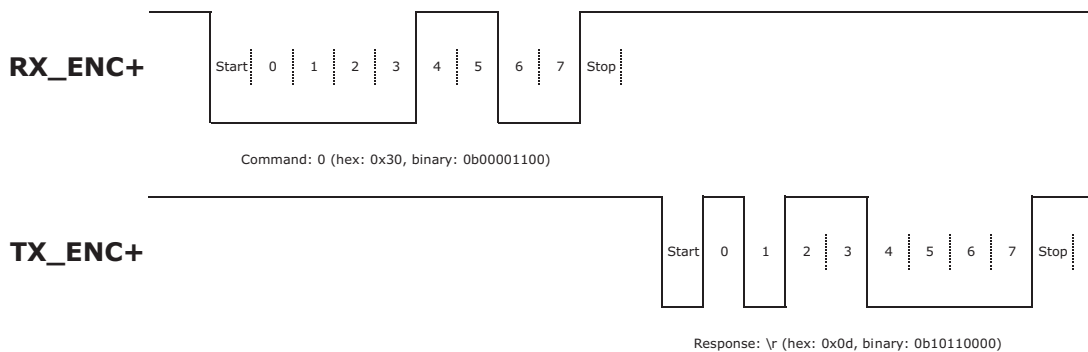 RX_ENC+ Start 0 1 2 3 4 5 6 7 Stop
Command: 0 (hex: 0x30, binary: 0b00001100)
TX_ENC+ Start 0 1 2 3 4 5 6 7 Stop
Response: \r (hex: 0x0d, binary: 0b10110000)